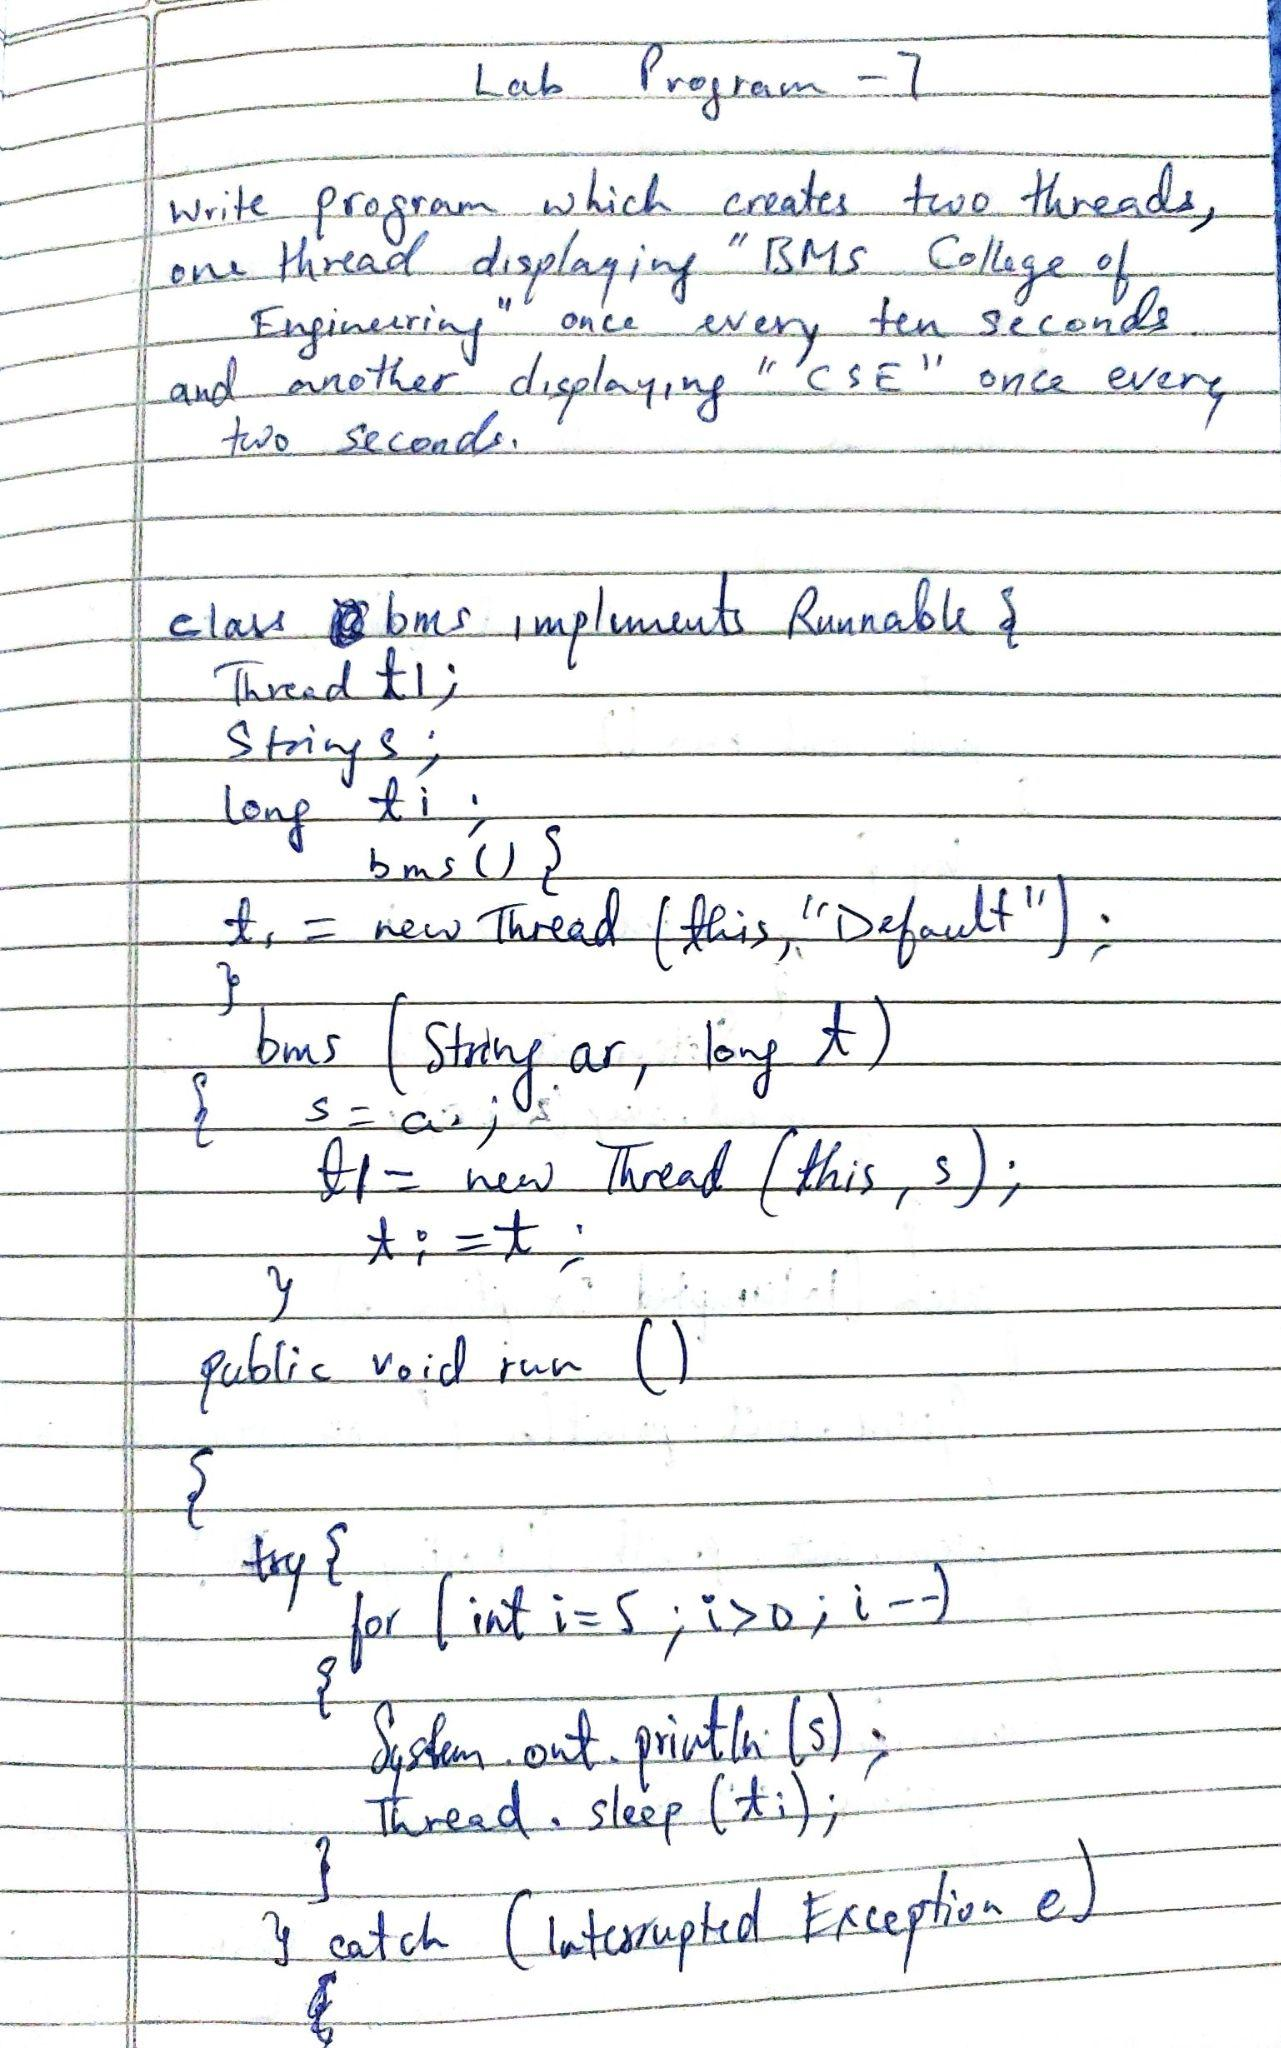 Lab Program - 7
Write program which creates two threads,
one thread displaying "BMS College of
Engineering" once every ten seconds
and another displaying "CSE" once every
two seconds.
class bms implements Runnable {
Thread t1;
String s;
long ti;
bms() {
t1 = new Thread (this, "Default");
}
bms (String ar, long t)
{ s = ar;
t1 = new Thread (this, s);
ti = t;
}
public void run ()
{
try {
for (int i=5; i>0; i--)
{
System.out.println (s);
Thread.sleep (ti);
}
} catch (Interrupted Exception e)
{